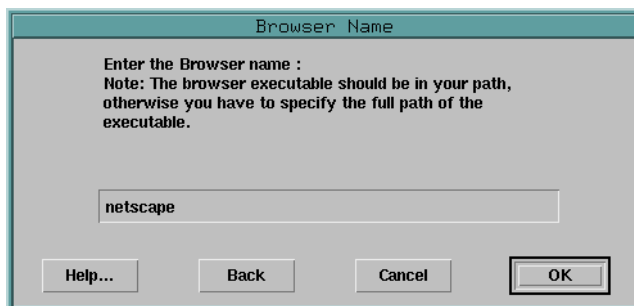 Browser Name
Enter the Browser name :
Note: The browser executable should be in your path,
otherwise you have to specify the full path of the
executable.
netscape
Help... Back Cancel OK